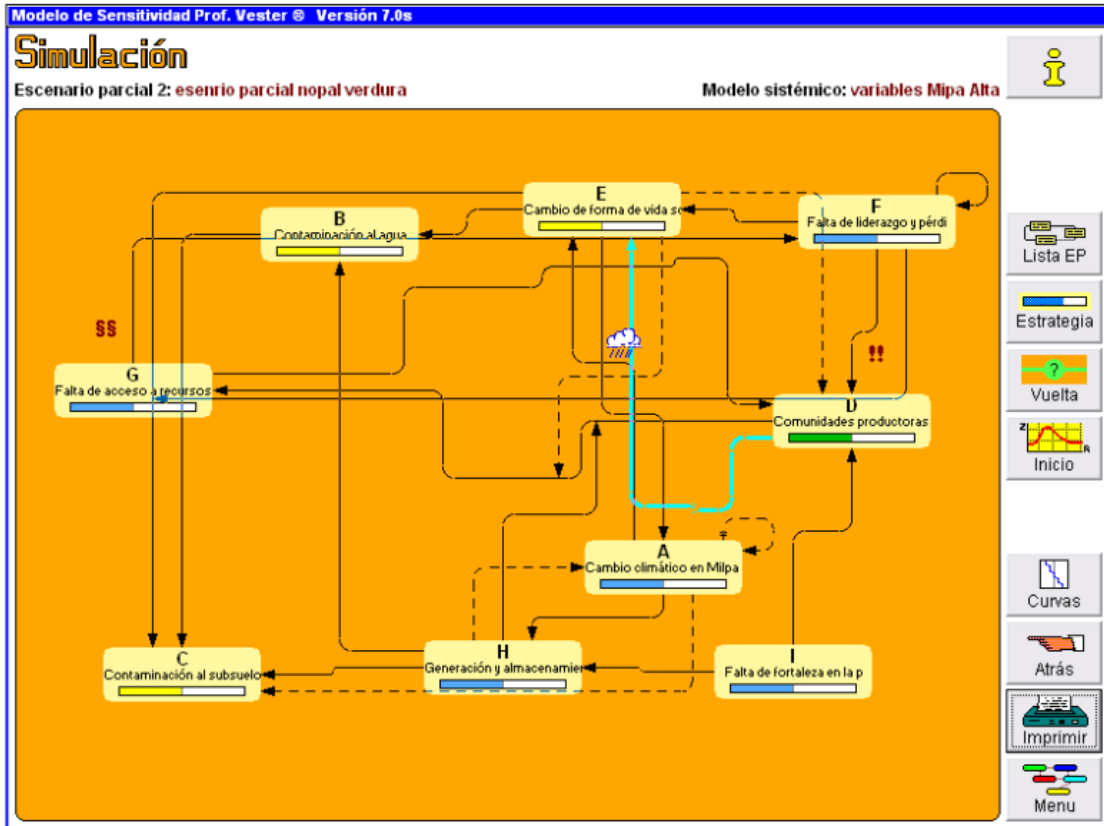 Modelo de Sensitividad Prof. Vester ® Versión 7.0s
Simulación
Escenario parcial 2: esenrio parcial nopal verdura
Modelo sistémico: variables Mipa Alta
i
E
Cambio de forma de vida so
F
Falta de liderazgo y pérdi
B
Contaminación al agua
Lista EP
Estrategia
§§
!!
G
Falta de acceso a recursos
?
Vuelta
D
Comunidades productoras
Z
R
Inicio
*
A
Cambio climático en Milpa
Curvas
H
Generación y almacenamier
C
Contaminación al subsuelo
I
Falta de fortaleza en la p
Atrás
Imprimir
Menu